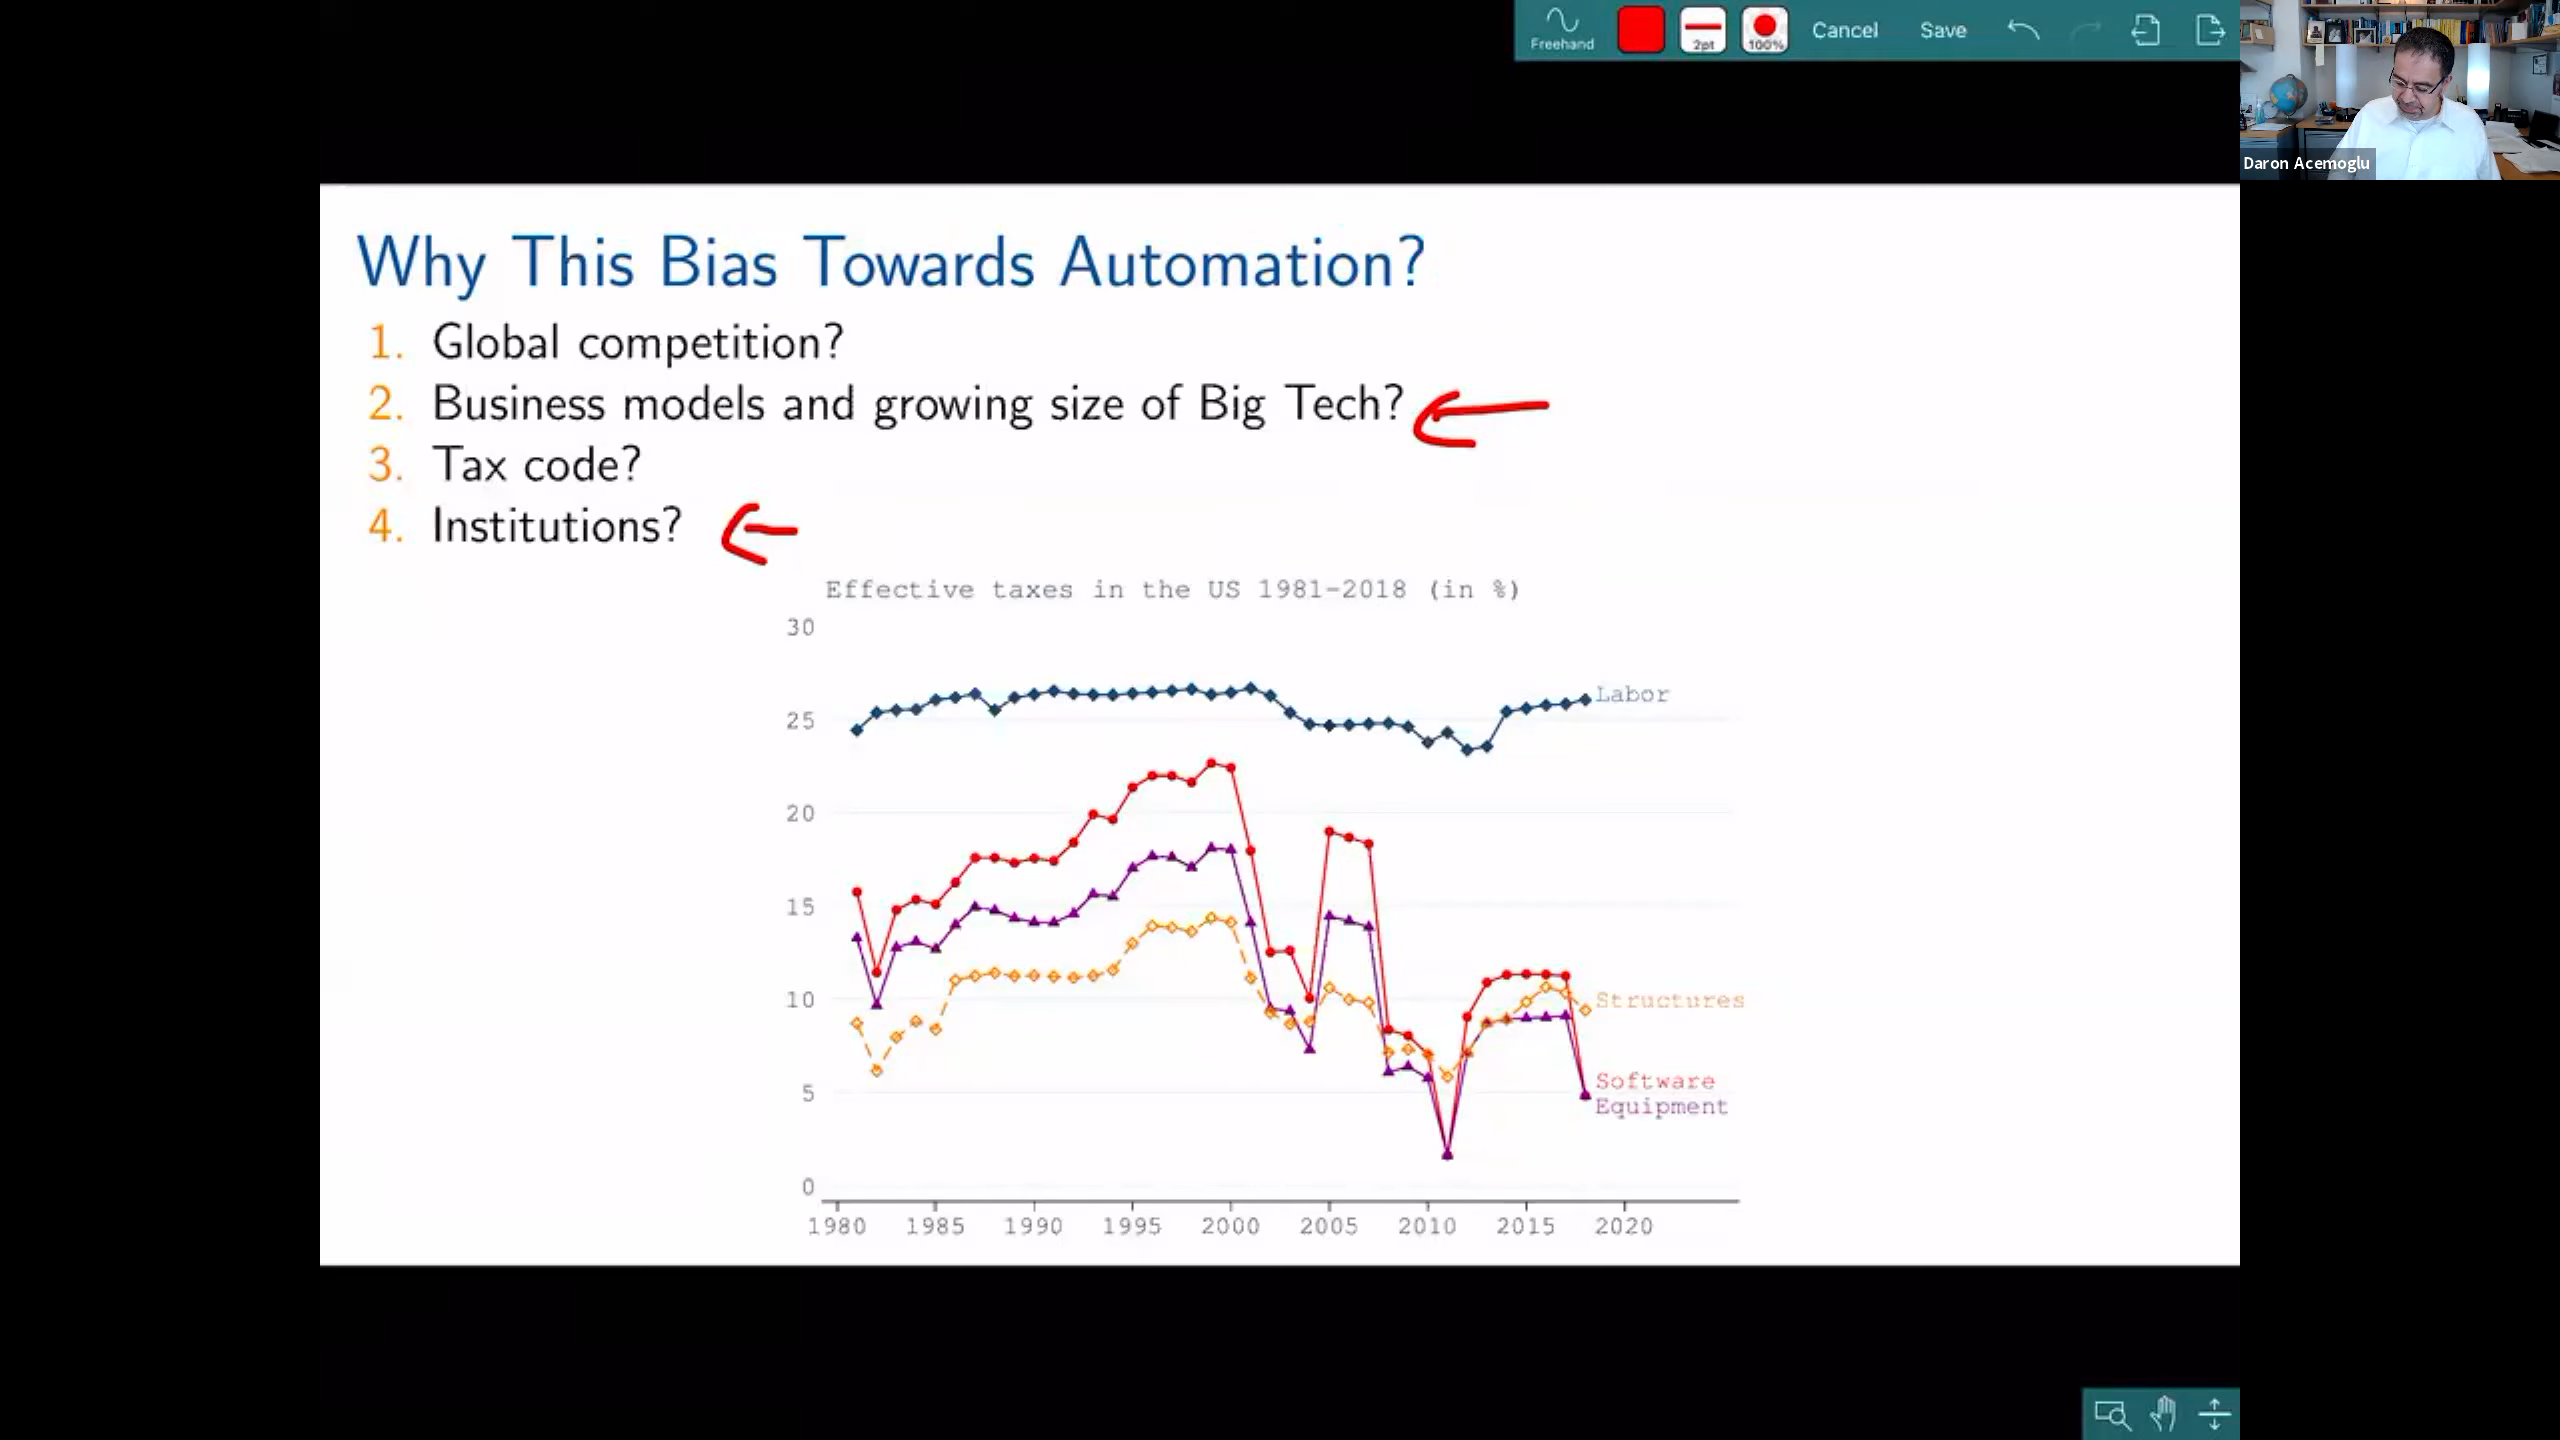 Freehand
2pt
100%
Cancel
Save
Daron Acemoglu
Why This Bias Towards Automation?
1. Global competition?
2. Business models and growing size of Big Tech?
3. Tax code?
4. Institutions?
Effective taxes in the US 1981–2018 (in %)
30
Labor
25
20
15
10
Structures
Software
5
Equipment
0
1980 1985 1990 1995 2000 2005 2010 2015 2020